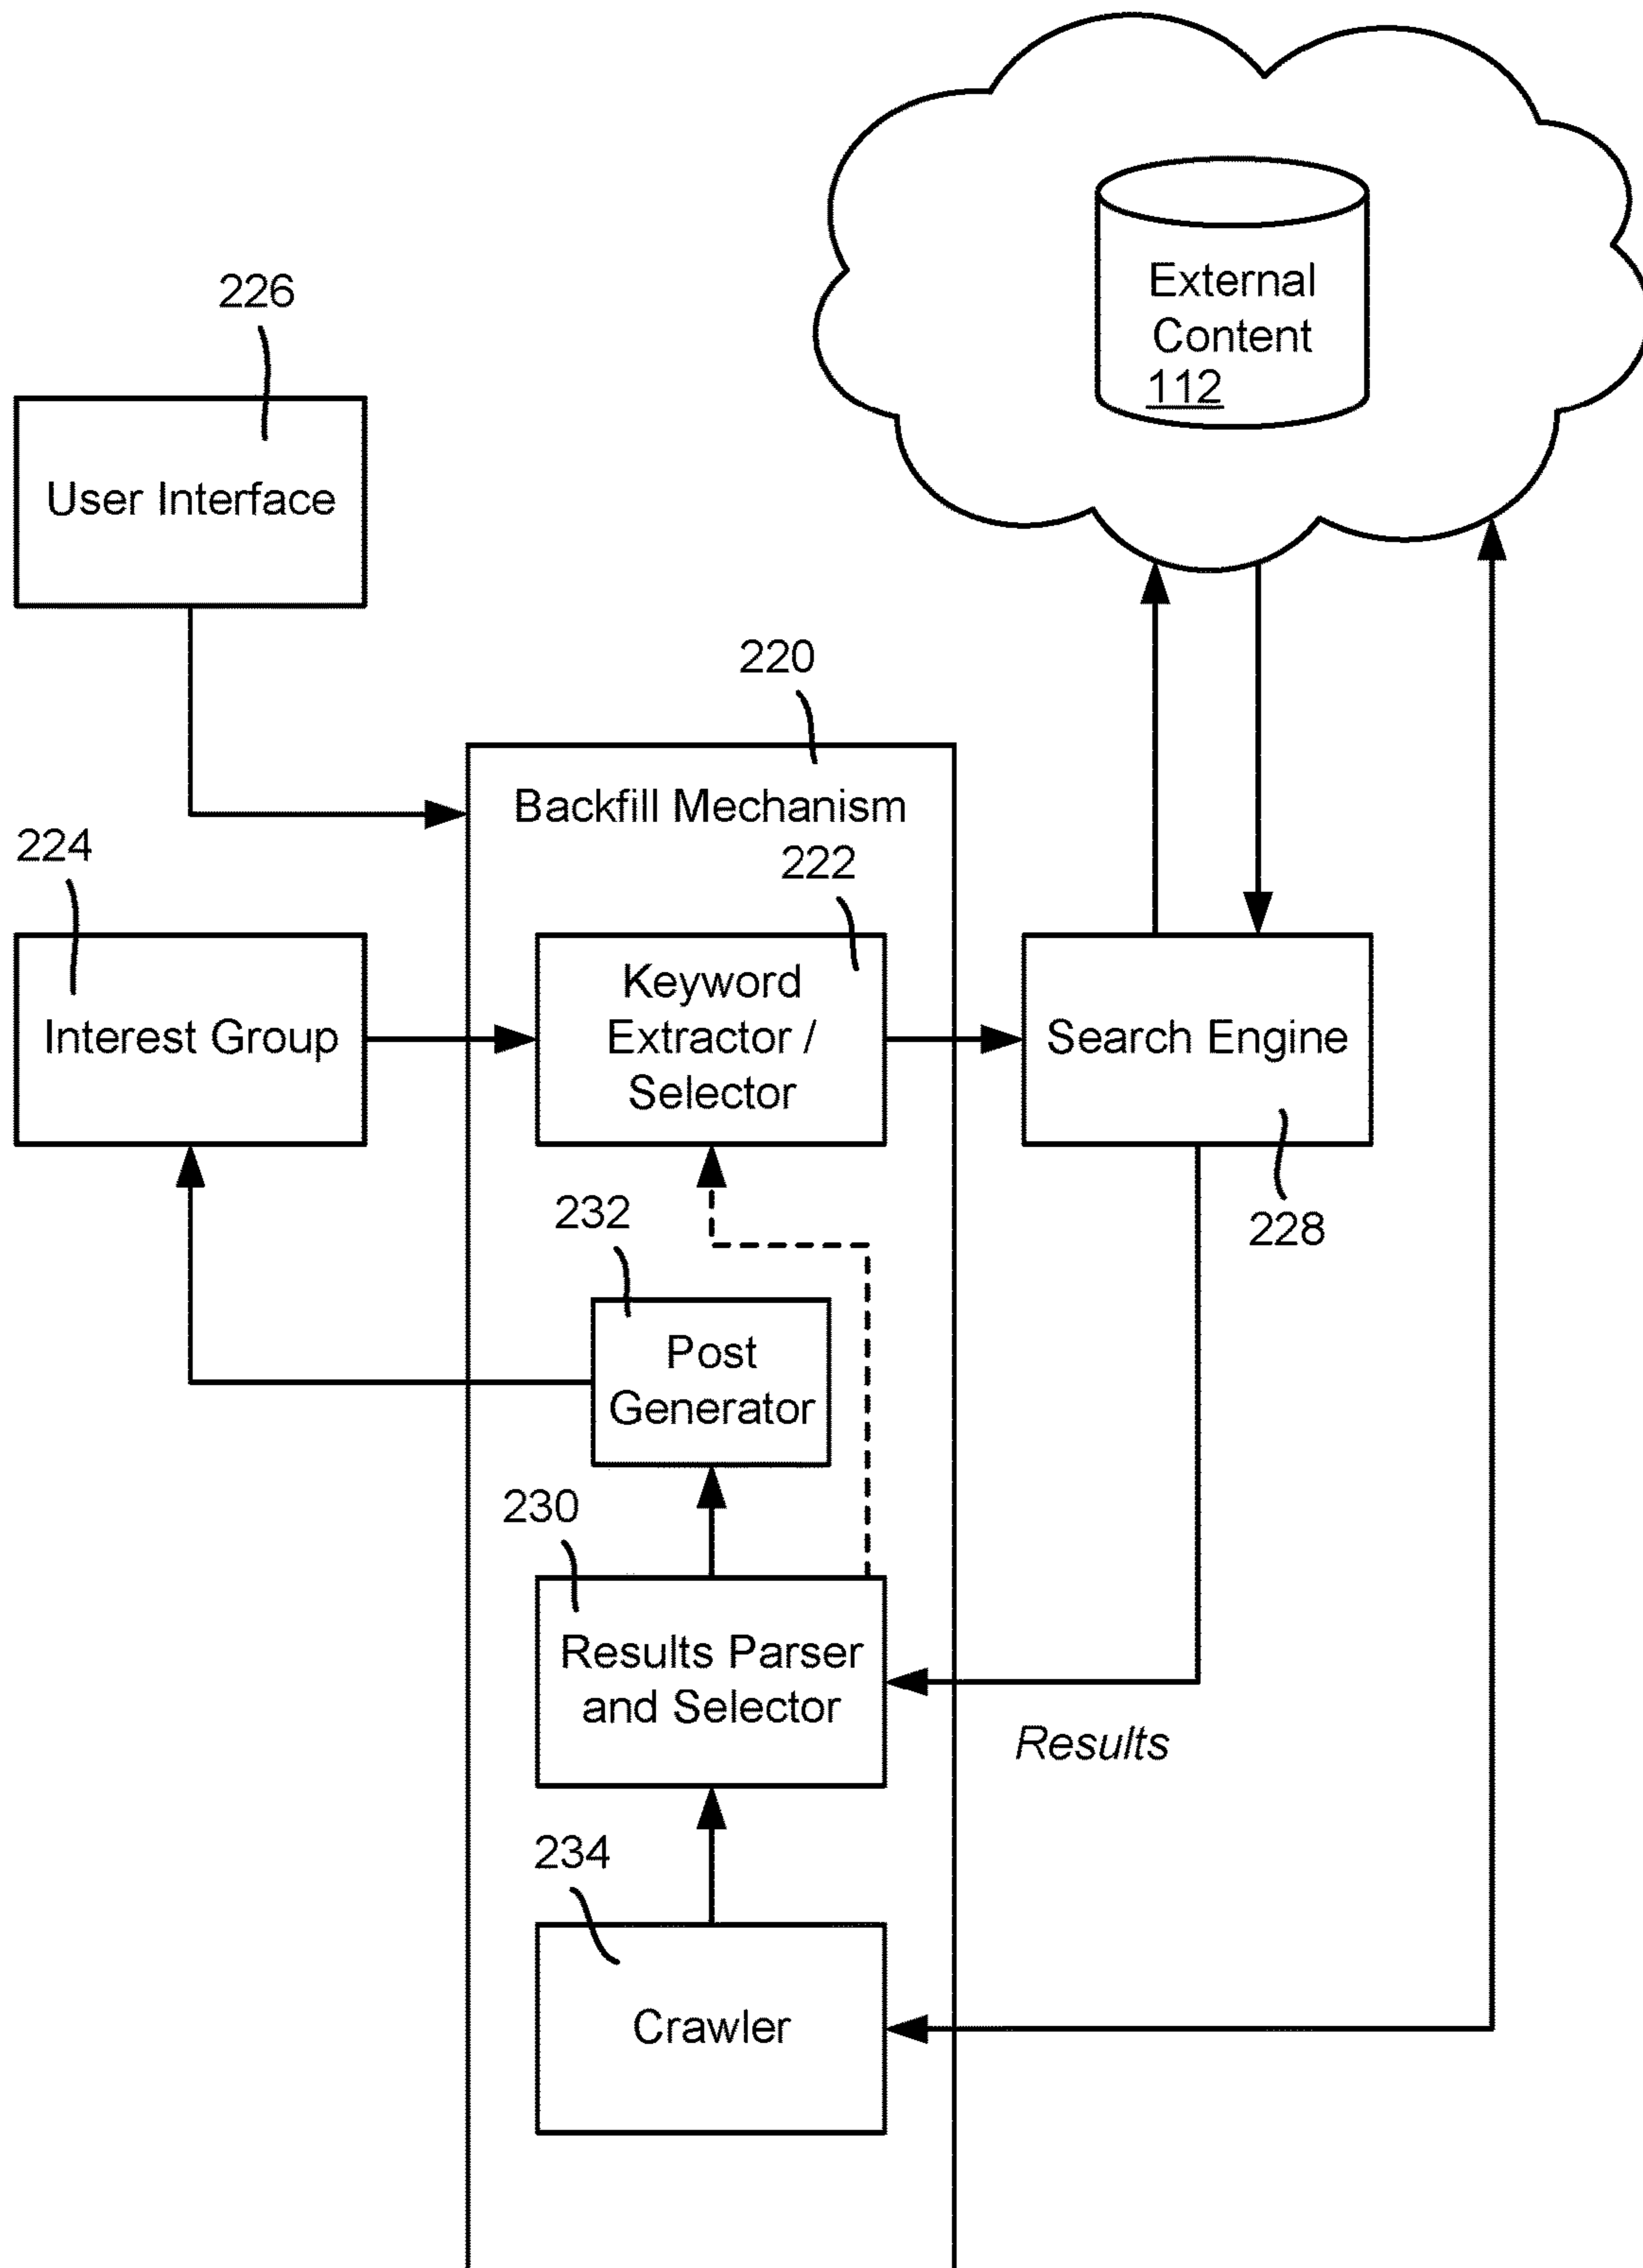 External
Content
112
226
User Interface
220
Backfill Mechanism
224
222
Interest Group
Keyword
Extractor /
Selector
Search Engine
232
228
Post
Generator
230
Results Parser
and Selector
Results
234
Crawler